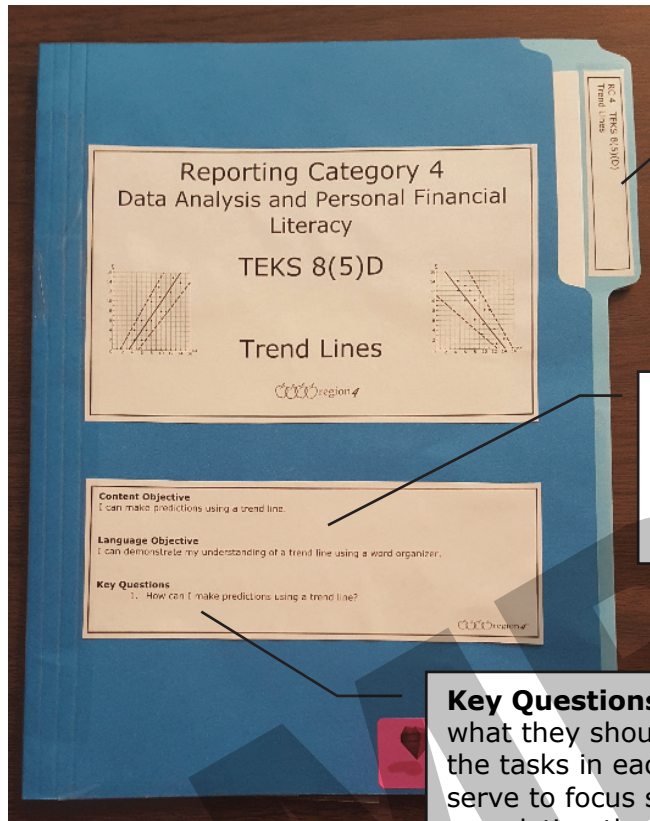 RC 4 TEKS 8(5)(D)
Trend Lines
Reporting Category 4
Data Analysis and Personal Financial
Literacy
TEKS 8(5)D
Trend Lines
region 4
Content Objective
I can make predictions using a trend line.
Language Objective
I can demonstrate my understanding of a trend line using a word organizer.
Key Questions
1. How can I make predictions using a trend line?
region 4
Key Questions
what they shou
the tasks in eac
serve to focus s